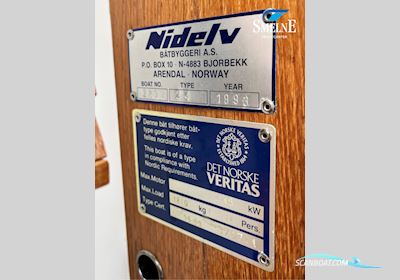 SMELNE
Nidelv
BÅTBYGGERI A.S.
P.O. BOX 10 · N-4883 BJORBEKK
ARENDAL · NORWAY
BOAT NO. TYPE YEAR
Denne båt tilhører båt-
type godkjent etter
felles nordiske krav.
This boat is of a type
in compliance with
Nordic Requirements.
DET NORSKE VERITAS
DET NORSKE
VERITAS
Max.Motor kW
Max.Load kg Pers.
Type Cert.
SCANBOAT.COM